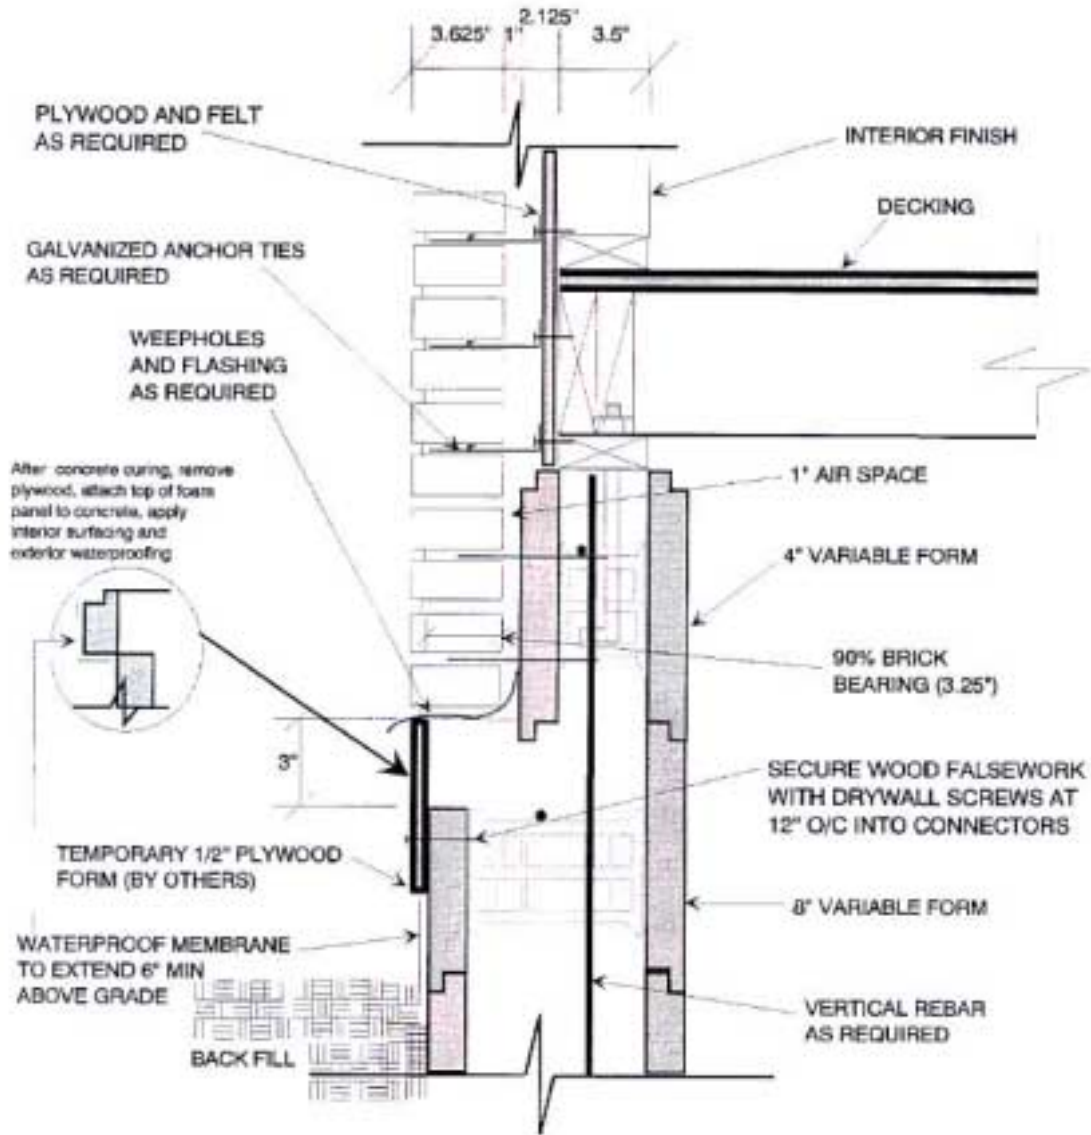 2.125"
3.625" 1" 3.5"
PLYWOOD AND FELT
AS REQUIRED
INTERIOR FINISH
DECKING
GALVANIZED ANCHOR TIES
AS REQUIRED
WEEPHOLES
AND FLASHING
AS REQUIRED
After concrete curing, remove
plywood, attach top of foam
panel to concrete, apply
interior surfacing and
exterior waterproofing
1" AIR SPACE
4" VARIABLE FORM
90% BRICK
BEARING (3.25")
3"
SECURE WOOD FALSEWORK
WITH DRYWALL SCREWS AT
12" O/C INTO CONNECTORS
TEMPORARY 1/2" PLYWOOD
FORM (BY OTHERS)
8" VARIABLE FORM
WATERPROOF MEMBRANE
TO EXTEND 6" MIN
ABOVE GRADE
VERTICAL REBAR
AS REQUIRED
BACK FILL